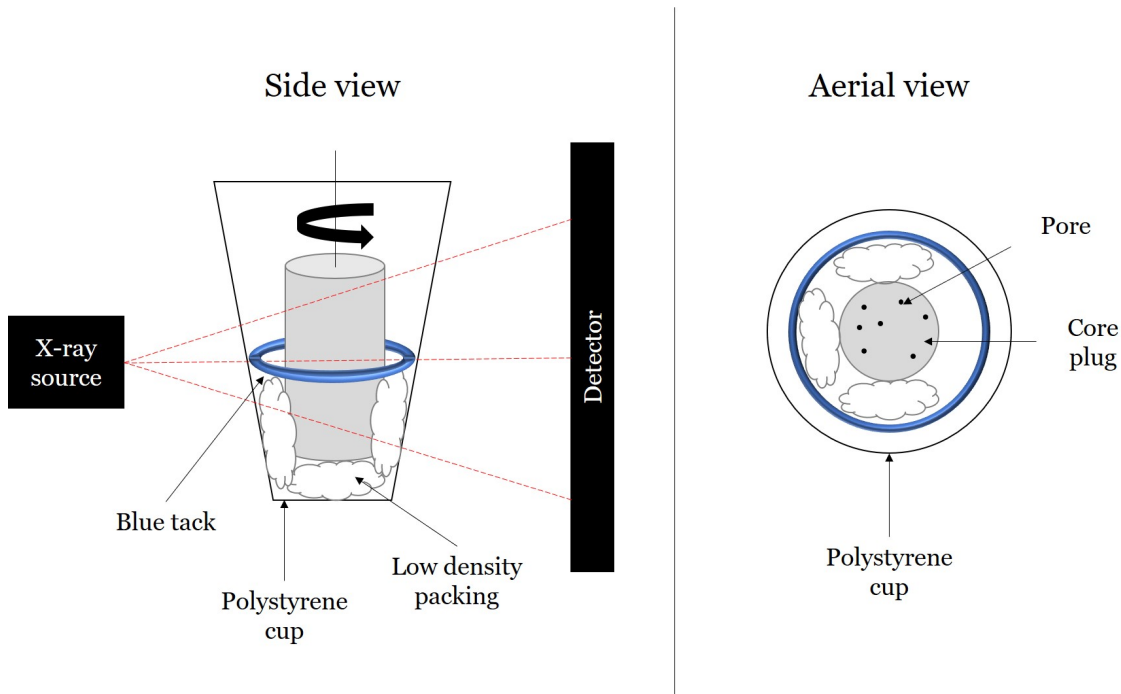 Side view
Aerial view
X-ray
source
Detector
Blue tack
Polystyrene
cup
Low density
packing
Pore
Core
plug
Polystyrene
cup